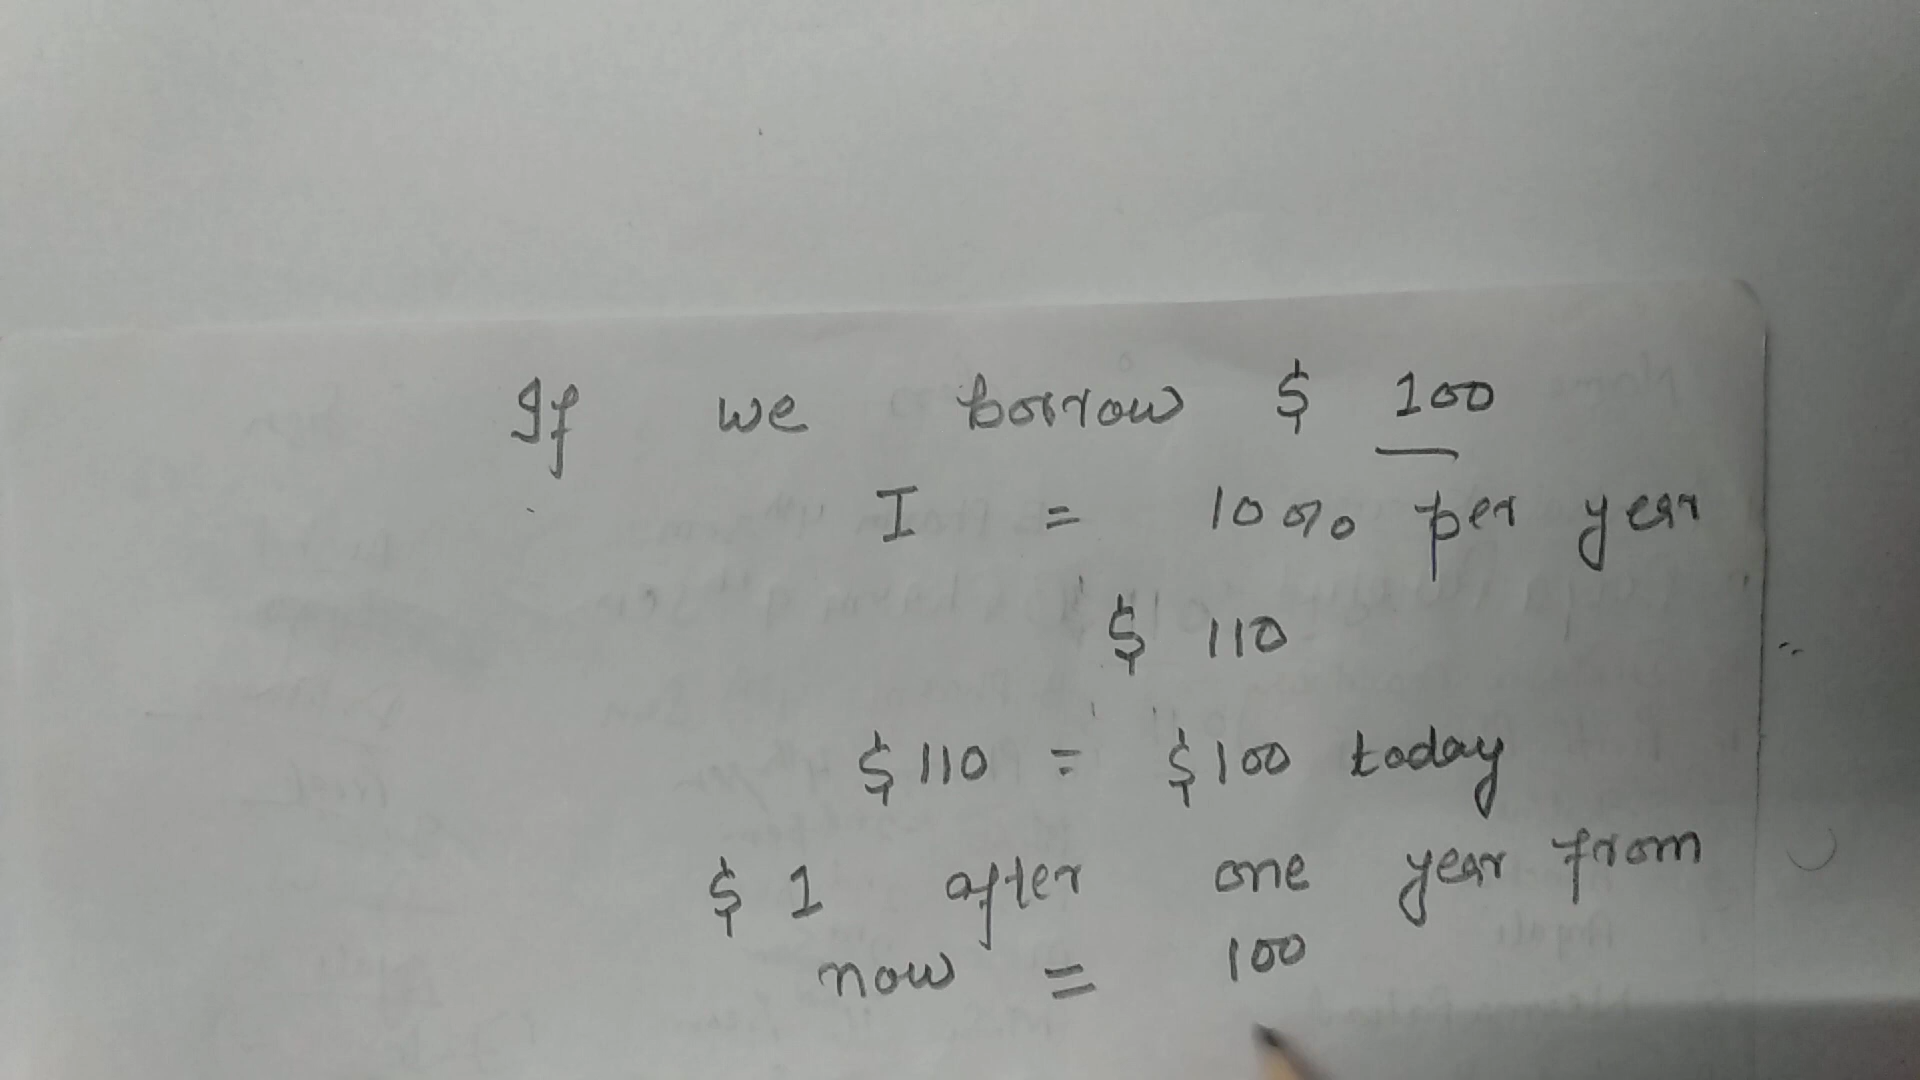 If we borrow $ 100
I = 10% per year
$ 110
$110 = $100 today
$ 1 after one year from
now = 100